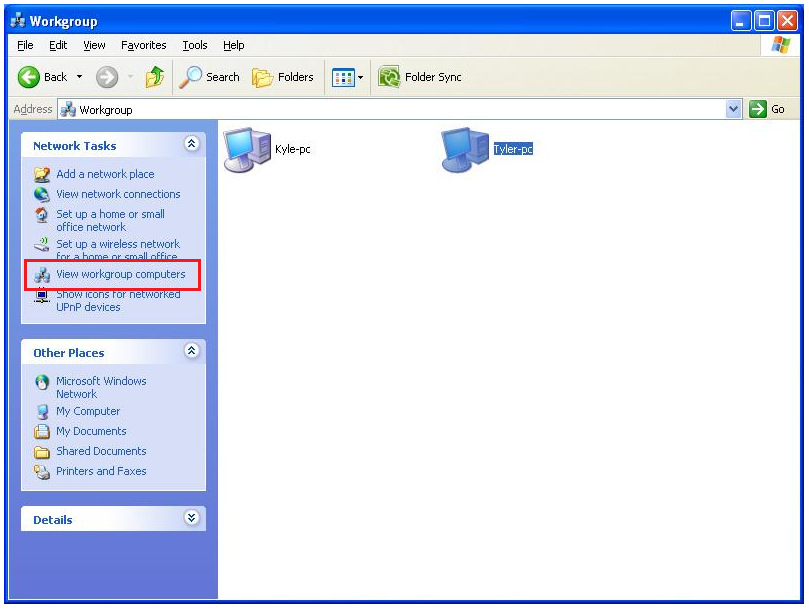 Workgroup
File Edit View Favorites Tools Help
Back Search Folders Folder Sync
Address Workgroup Go
Network Tasks
Add a network place
View network connections
Set up a home or small
office network
Set up a wireless network
for a home or small office
View workgroup computers
Show icons for networked
UPnP devices
Other Places
Microsoft Windows
Network
My Computer
My Documents
Shared Documents
Printers and Faxes
Details
Kyle-pc
Tyler-pc